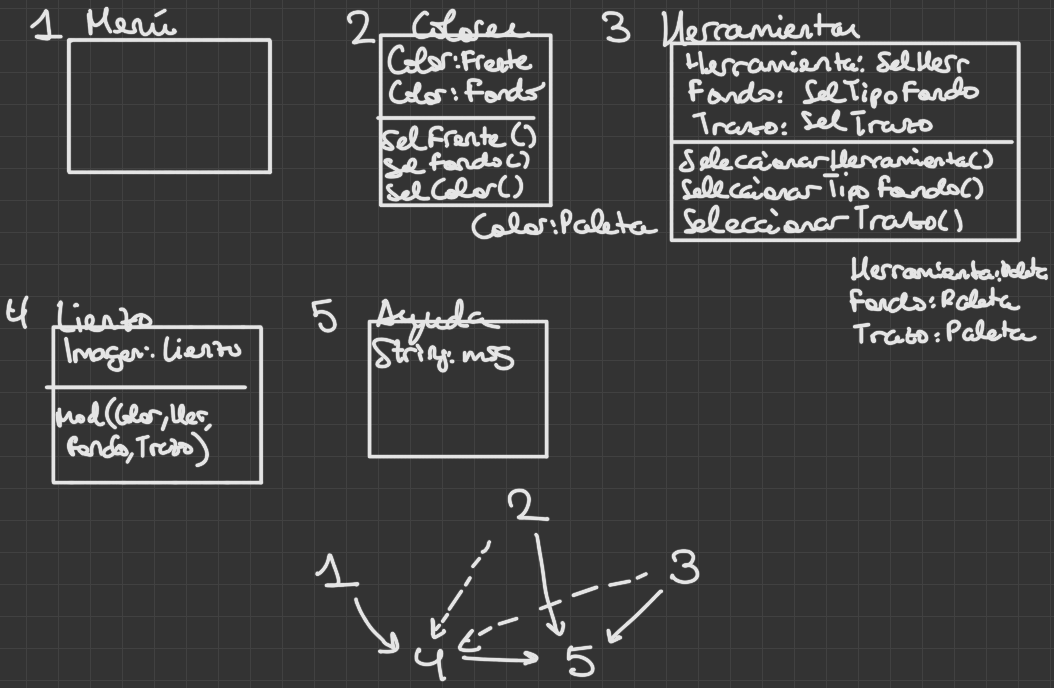 1 Menú
2 Colores
Color:Frente
Color:Fondo
SelFrente()
SelFondo()
SelColor()
Color:Paleta
3 Herramientas
Herramienta: SelHerr
Fondo: SelTipoFondo
Trazo: SelTrazo
SeleccionarHerramienta()
SeleccionarTipoFondo()
SeleccionarTrazo()
Herramienta:Paleta
Fondo:Paleta
Trazo:Paleta
4 Lienzo
Imagen: Lienzo
Mod(Color,Her,
Fondo,Trazo)
5 Ayuda
String: msg
2
1
3
4
5